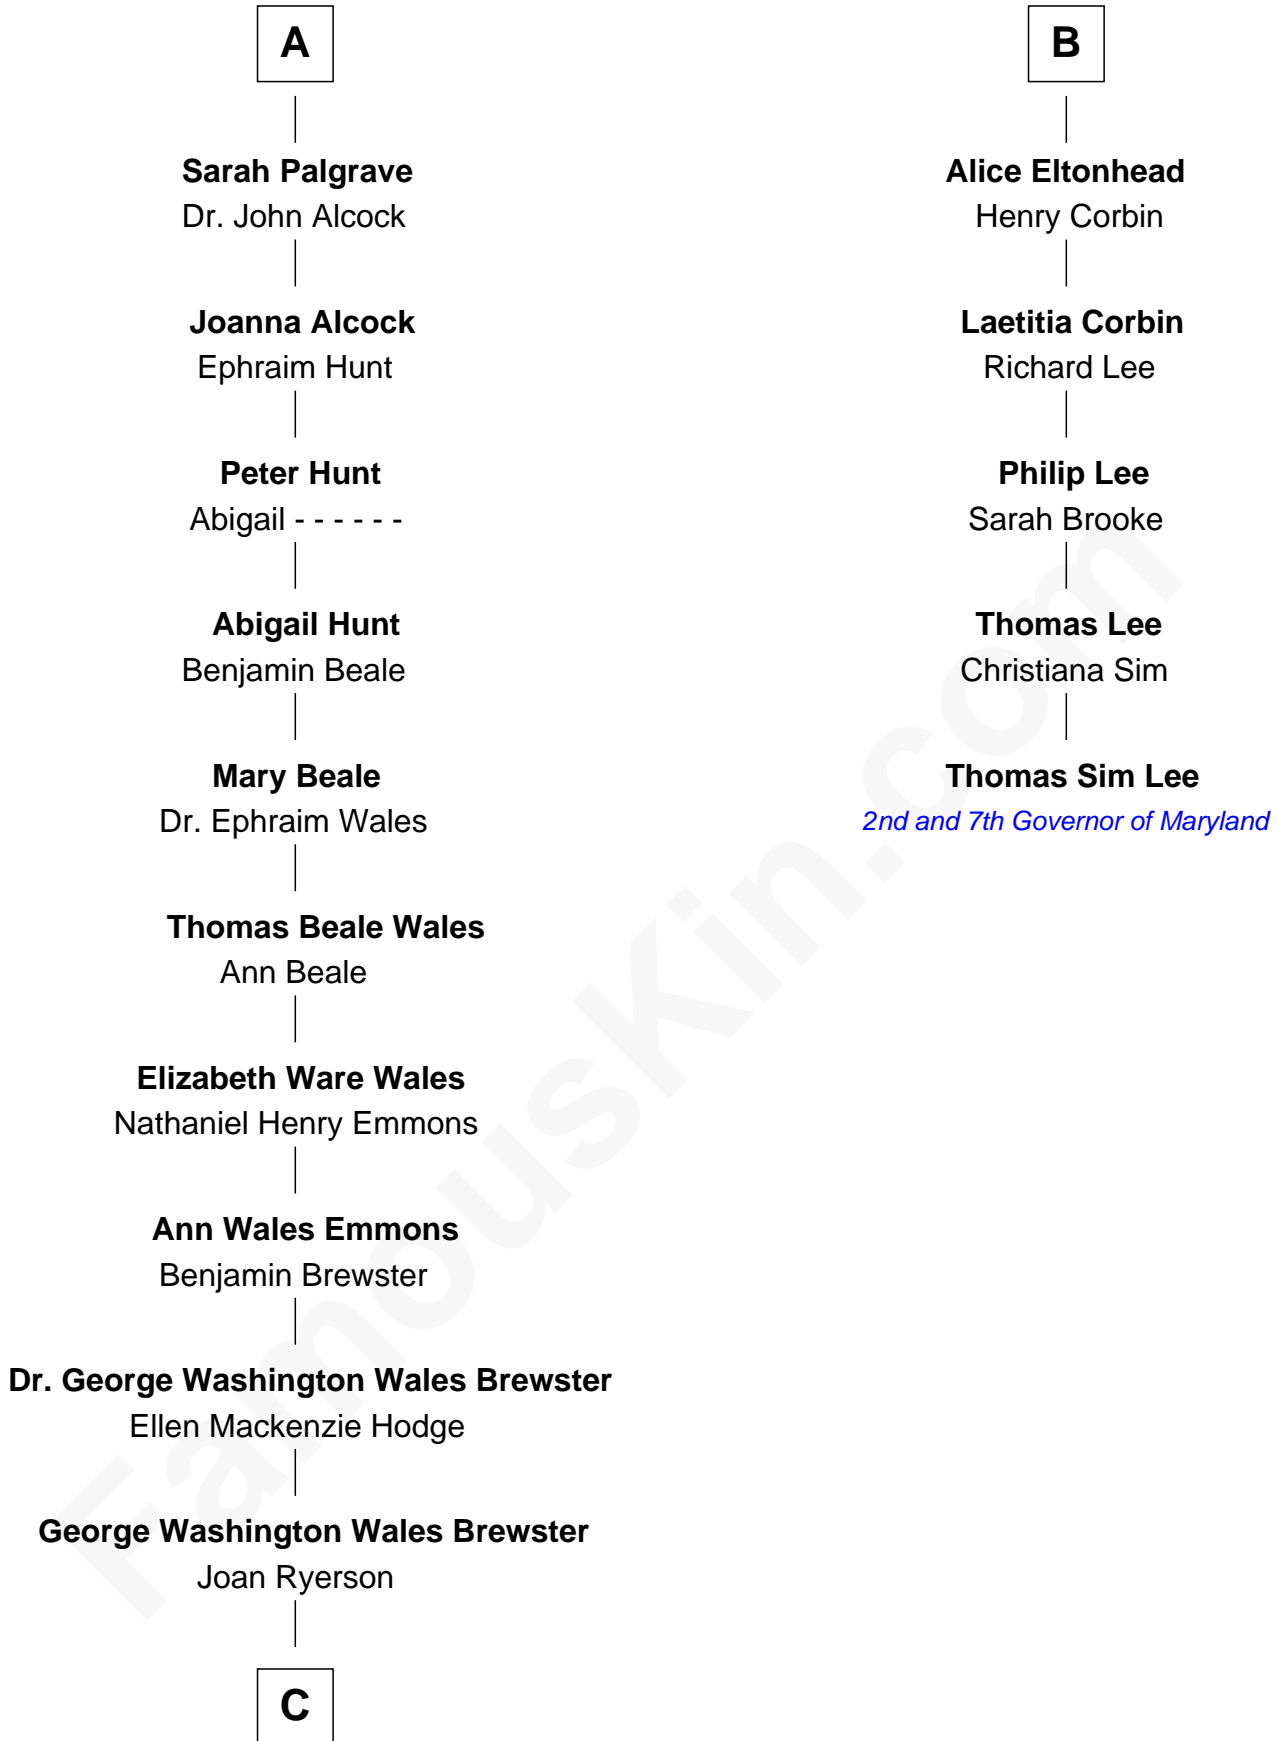 A
Sarah Palgrave
Dr. John Alcock
Joanna Alcock
Ephraim Hunt
Peter Hunt
Abigail - - - - - -
Abigail Hunt
Benjamin Beale
Mary Beale
Dr. Ephraim Wales
Thomas Beale Wales
Ann Beale
Elizabeth Ware Wales
Nathaniel Henry Emmons
Ann Wales Emmons
Benjamin Brewster
Dr. George Washington Wales Brewster
Ellen Mackenzie Hodge
George Washington Wales Brewster
Joan Ryerson
C
B
Alice Eltonhead
Henry Corbin
Laetitia Corbin
Richard Lee
Philip Lee
Sarah Brooke
Thomas Lee
Christiana Sim
Thomas Sim Lee
2nd and 7th Governor of Maryland
FamousKin.com